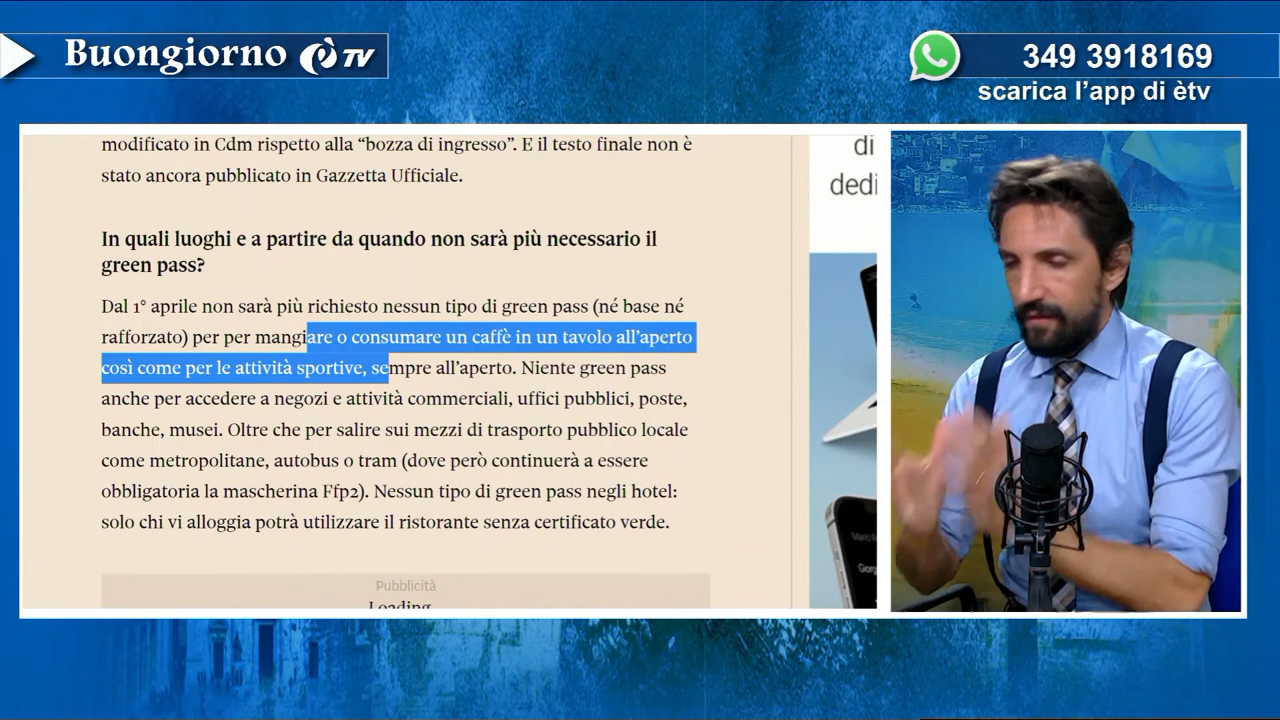 Buongiorno è TV
349 3918169
scarica l'app di ètv
modificato in Cdm rispetto alla “bozza di ingresso”. E il testo finale non è
stato ancora pubblicato in Gazzetta Ufficiale.
In quali luoghi e a partire da quando non sarà più necessario il
green pass?
Dal 1° aprile non sarà più richiesto nessun tipo di green pass (né base né
rafforzato) per per mangiare o consumare un caffè in un tavolo all’aperto
così come per le attività sportive, sempre all’aperto. Niente green pass
anche per accedere a negozi e attività commerciali, uffici pubblici, poste,
banche, musei. Oltre che per salire sui mezzi di trasporto pubblico locale
come metropolitane, autobus o tram (dove però continuerà a essere
obbligatoria la mascherina Ffp2). Nessun tipo di green pass negli hotel:
solo chi vi alloggia potrà utilizzare il ristorante senza certificato verde.
Pubblicità
Loading
di
dedi